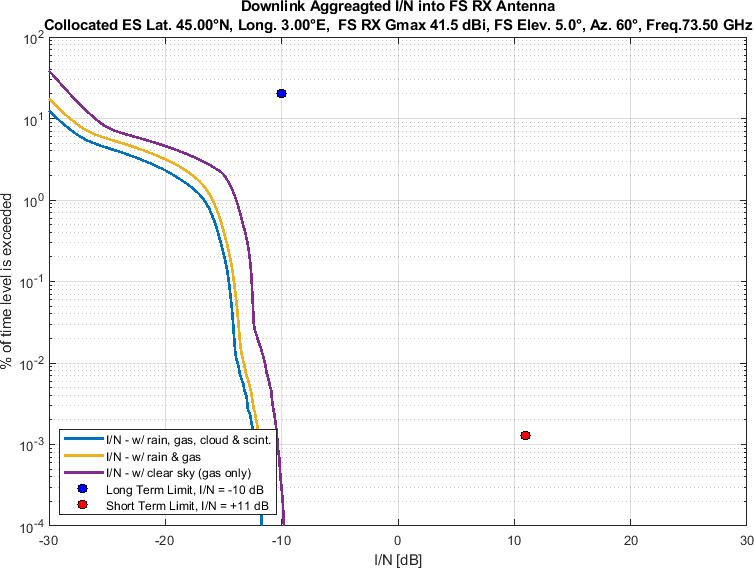 Downlink Aggreagted I/N into FS RX Antenna
Collocated ES Lat. 45.00°N, Long. 3.00°E, FS RX Gmax 41.5 dBi, FS Elev. 5.0°, Az. 60°, Freq.73.50 GHz
% of time level is exceeded
10^2
10^1
10^0
10^-1
10^-2
10^-3
10^-4
I/N - w/ rain, gas, cloud & scint.
I/N - w/ rain & gas
I/N - w/ clear sky (gas only)
Long Term Limit, I/N = -10 dB
Short Term Limit, I/N = +11 dB
-30 -20 -10 0 10 20 30
I/N [dB]